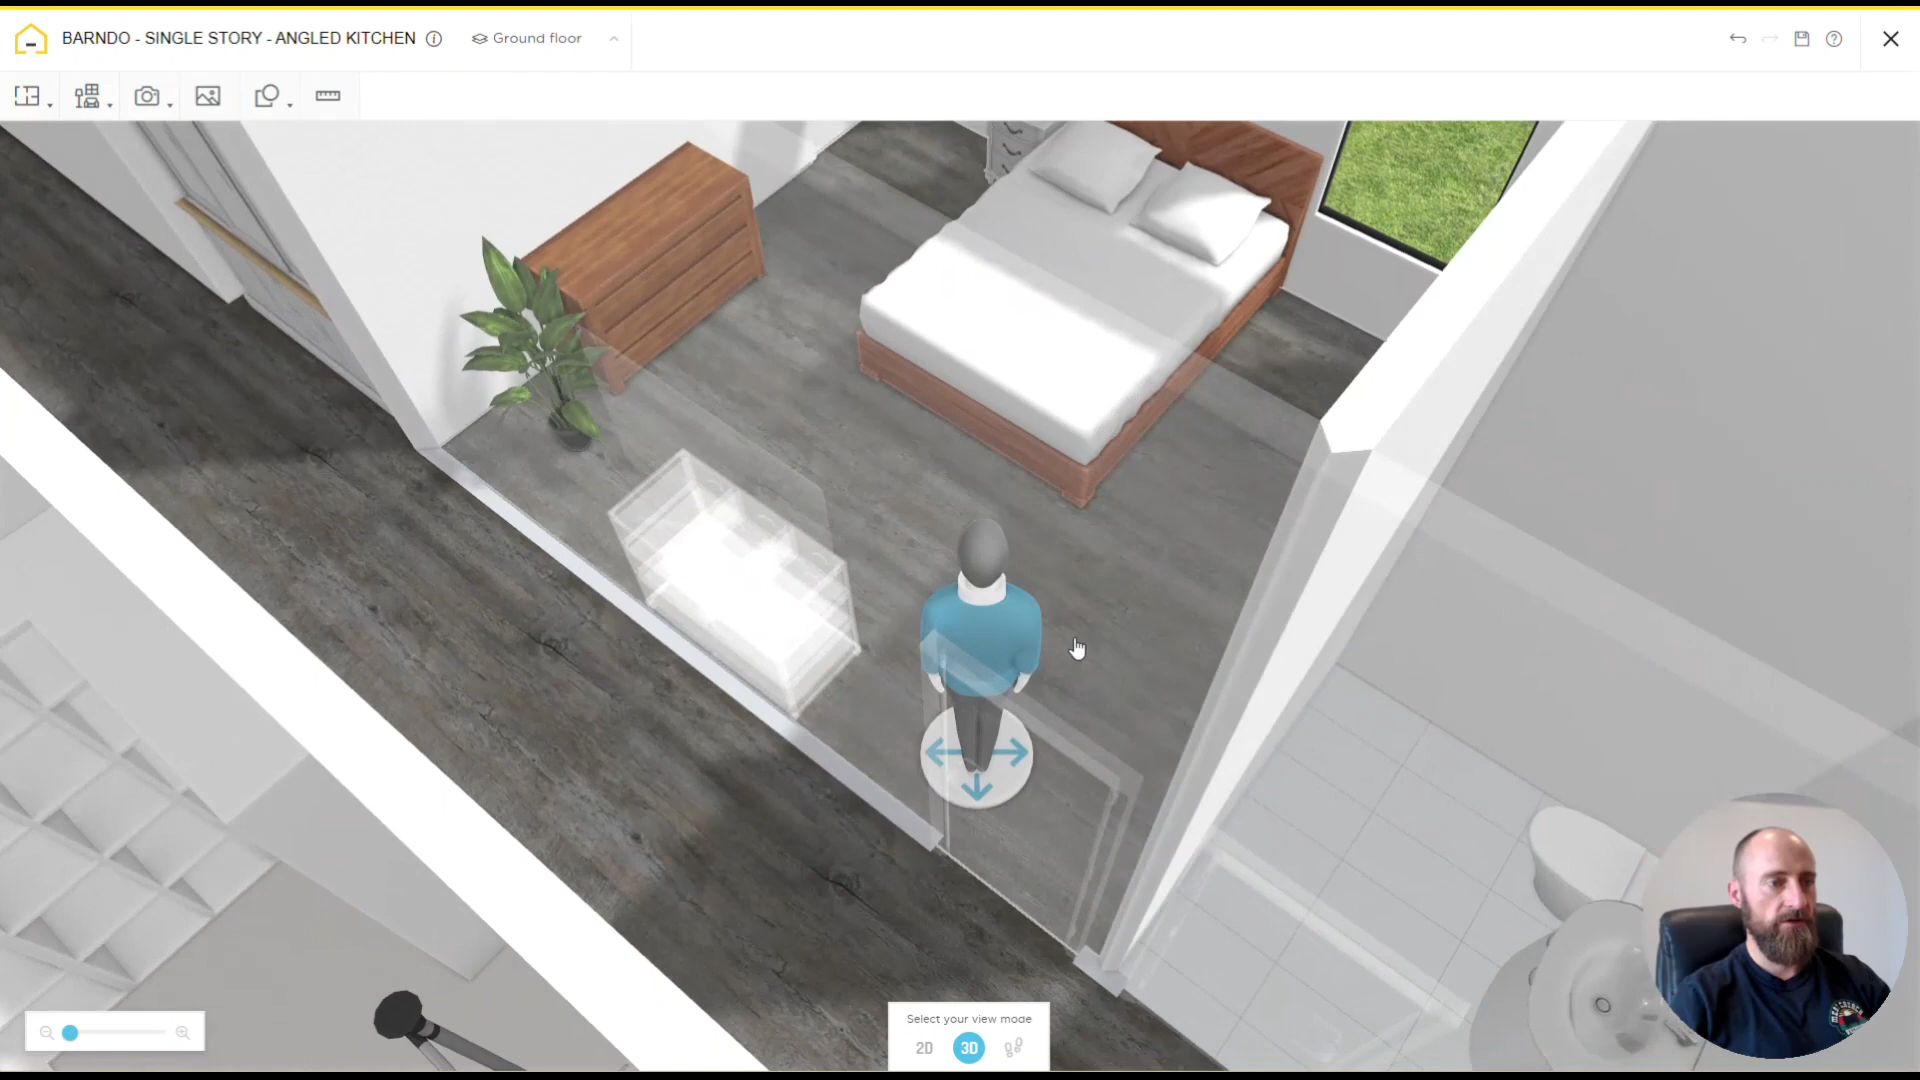 BARNDO - SINGLE STORY - ANGLED KITCHEN
Ground floor
Select your view mode
2D
3D